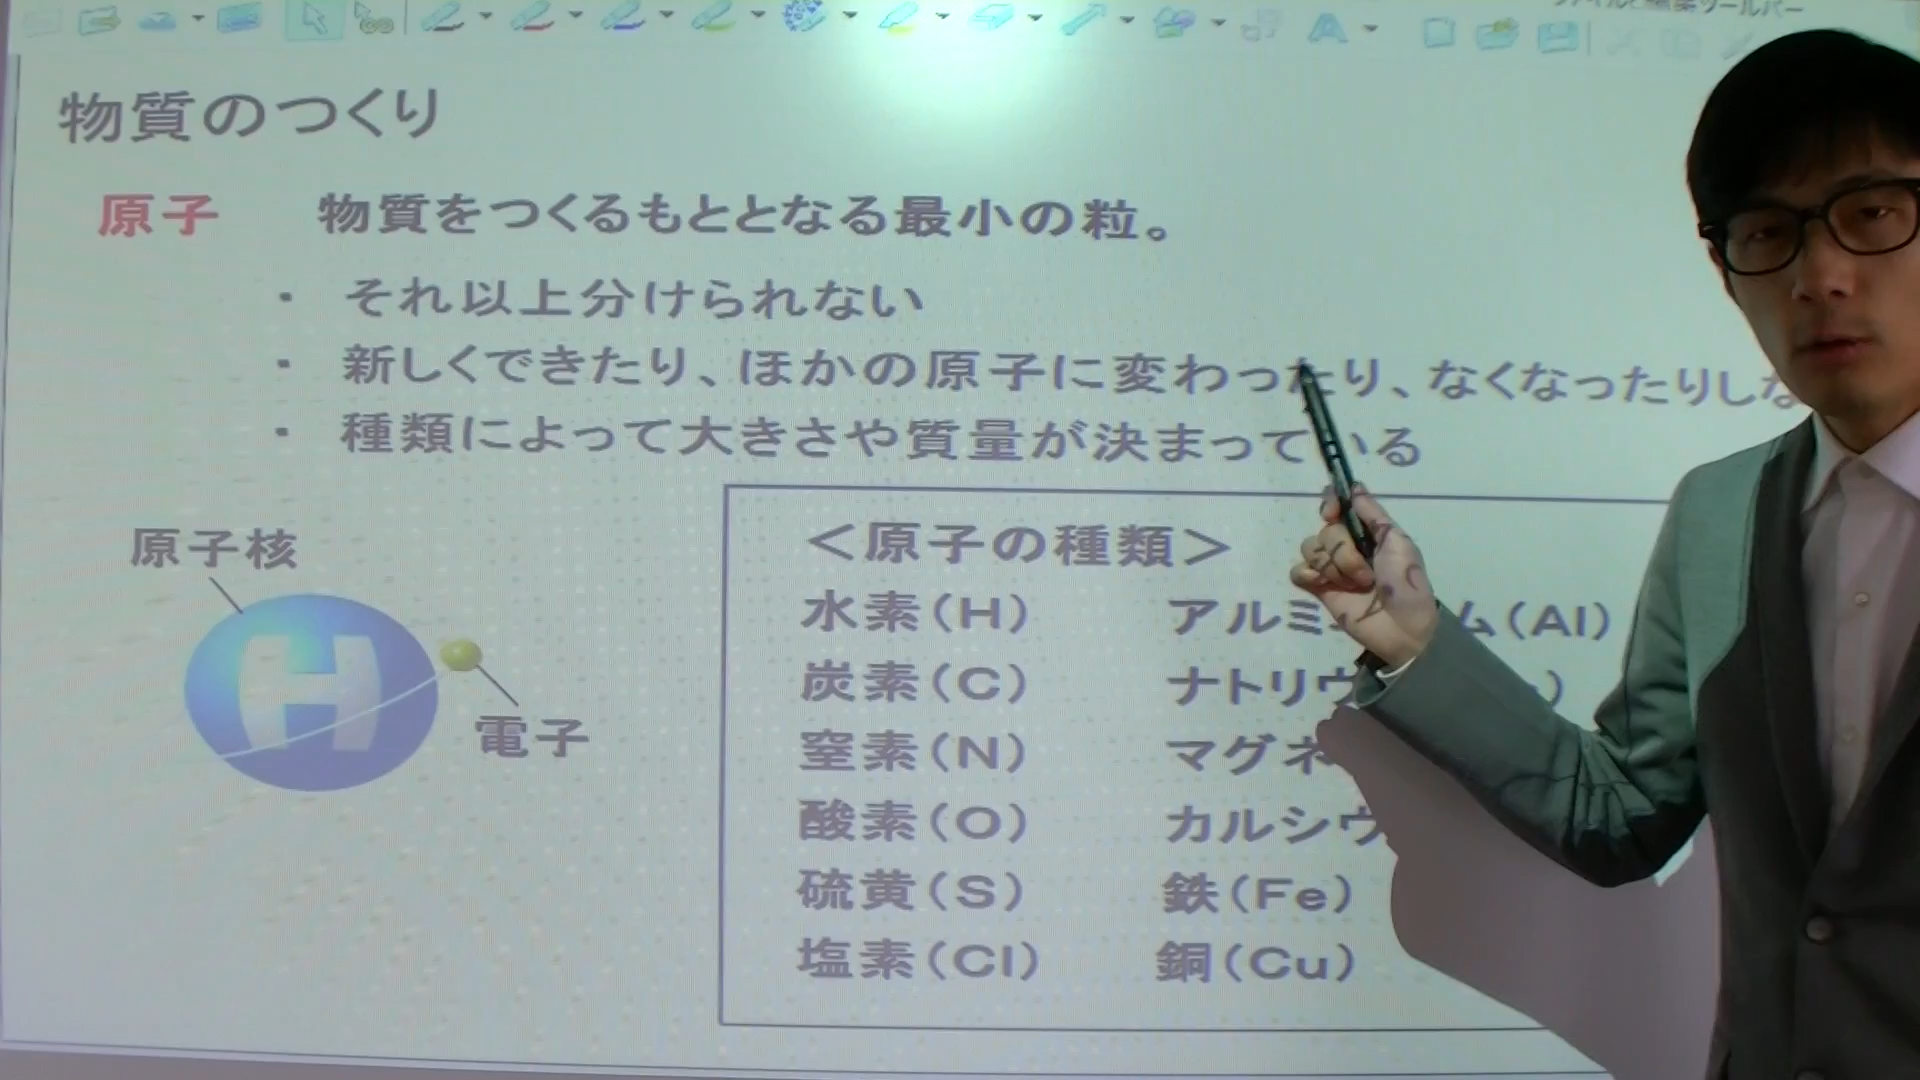 物質のつくり
原子 物質をつくるもととなる最小の粒。
・ それ以上分けられない
・ 新しくできたり、ほかの原子に変わったり、なくなったりしな
・ 種類によって大きさや質量が決まっている
原子核
H
電子
<原子の種類>
水素(H) アルミ ム(Al)
炭素(C) ナトリウ
窒素(N) マグネ
酸素(O) カルシウ
硫黄(S) 鉄(Fe)
塩素(Cl) 銅(Cu)